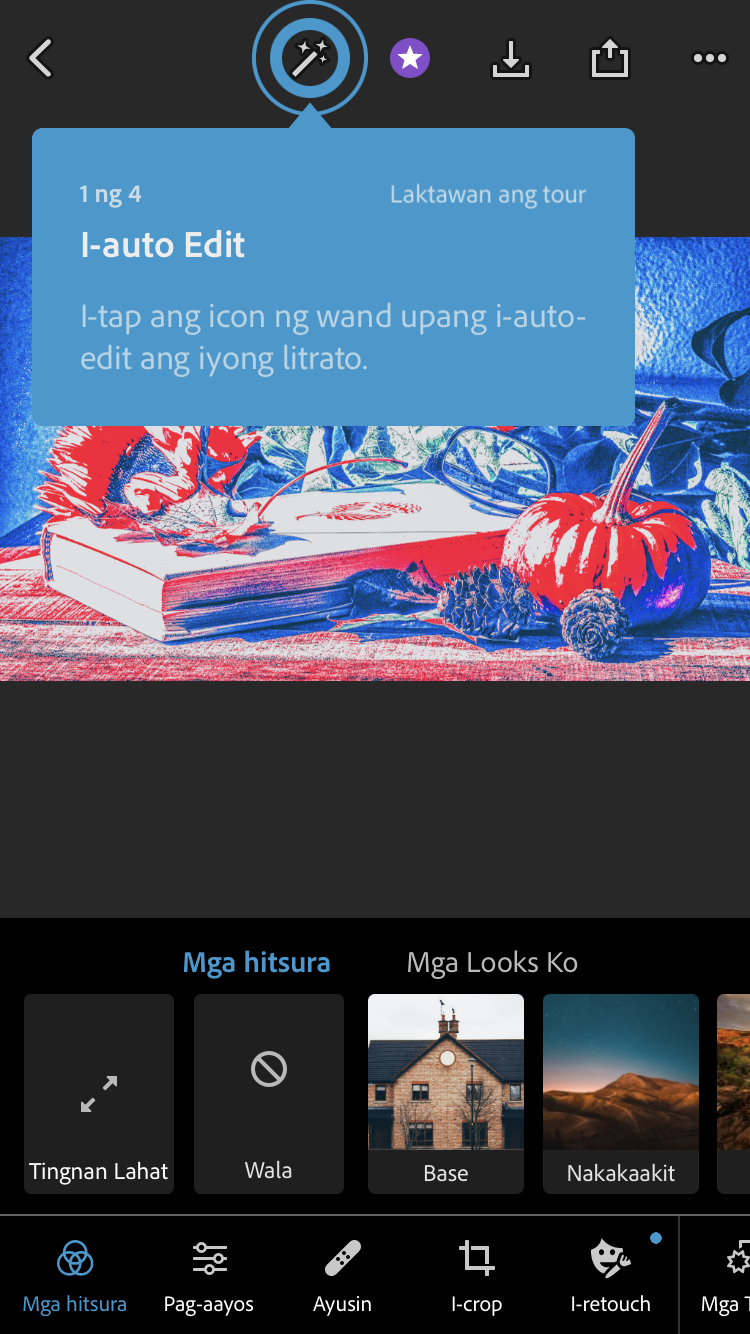 1 ng 4
Laktawan ang tour
I-auto Edit
I-tap ang icon ng wand upang i-auto-
edit ang iyong litrato.
Mga hitsura
Mga Looks Ko
Tingnan Lahat
Wala
Base
Nakakaakit
Mga hitsura
Pag-aayos
Ayusin
I-crop
I-retouch
Mga